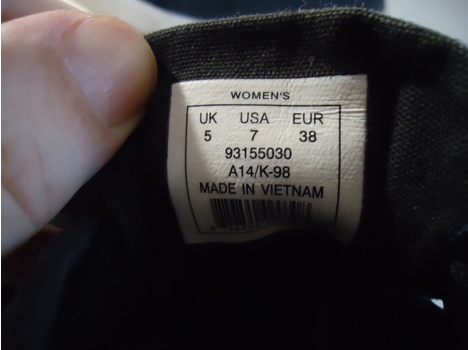 WOMEN'S
UK USA EUR
5 7 38
93155030
A14/K-98
MADE IN VIETNAM